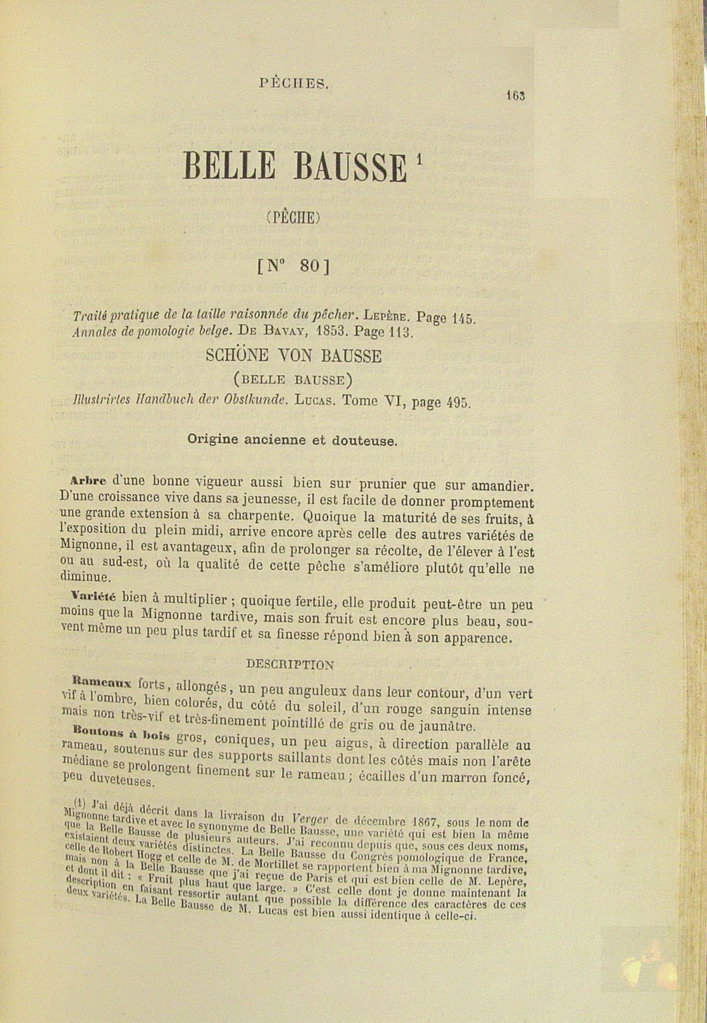 PÊCHES.
163
BELLE BAUSSE ¹
(PÊCHE)
[N° 80]
Traité pratique de la taille raisonnée du pêcher. LEPÈRE. Page 145.
Annales de pomologie belge. DE BAVAY, 1853. Page 113.
SCHÖNE VON BAUSSE
(BELLE BAUSSE)
Illustrirtes Handbuch der Obstkunde. LUCAS. Tome VI, page 495.
Origine ancienne et douteuse.
Arbre d'une bonne vigueur aussi bien sur prunier que sur amandier.
D'une croissance vive dans sa jeunesse, il est facile de donner promptement
une grande extension à sa charpente. Quoique la maturité de ses fruits, à
l'exposition du plein midi, arrive encore après celle des autres variétés de
Mignonne, il est avantageux, afin de prolonger sa récolte, de l'élever à l'est
ou au sud-est, où la qualité de cette pêche s'améliore plutôt qu'elle ne
diminue.
Variété bien à multiplier ; quoique fertile, elle produit peut-être un peu
moins que la Mignonne tardive, mais son fruit est encore plus beau, sou-
vent même un peu plus tardif et sa finesse répond bien à son apparence.
DESCRIPTION
Rameaux forts, allongés, un peu anguleux dans leur contour, d'un vert
vif à l'ombre, bien colorés, du côté du soleil, d'un rouge sanguin intense
mais non très-vif et très-finement pointillé de gris ou de jaunâtre.
Boutons à bois gros, coniques, un peu aigus, à direction parallèle au
rameau, soutenus sur des supports saillants dont les côtés mais non l'arête
médiane se prolongent finement sur le rameau ; écailles d'un marron foncé,
peu duveteuses.
(1) J'ai déjà décrit dans la livraison du Verger de décembre 1867, sous le nom de
Mignonne tardive et avec le synonyme de Belle Bausse, une variété qui est bien la même
que la Belle Bausse de plusieurs auteurs. J'ai reconnu depuis que, sous ces deux noms,
existaient deux variétés distinctes. La Belle Bausse du Congrès pomologique de France,
celle de Robert Hogg et celle de M. de Mortillet se rapportent bien à ma Mignonne tardive,
mais non à la Belle Bausse que j'ai reçue de Paris et qui est bien celle de M. Lepère,
et dont il dit : « Fruit plus haut que large. » C'est celle dont je donne maintenant la
description en faisant ressortir autant que possible la différence des caractères de ces
deux variétés. La Belle Bausse de M. Lucas est bien aussi identique à celle-ci.